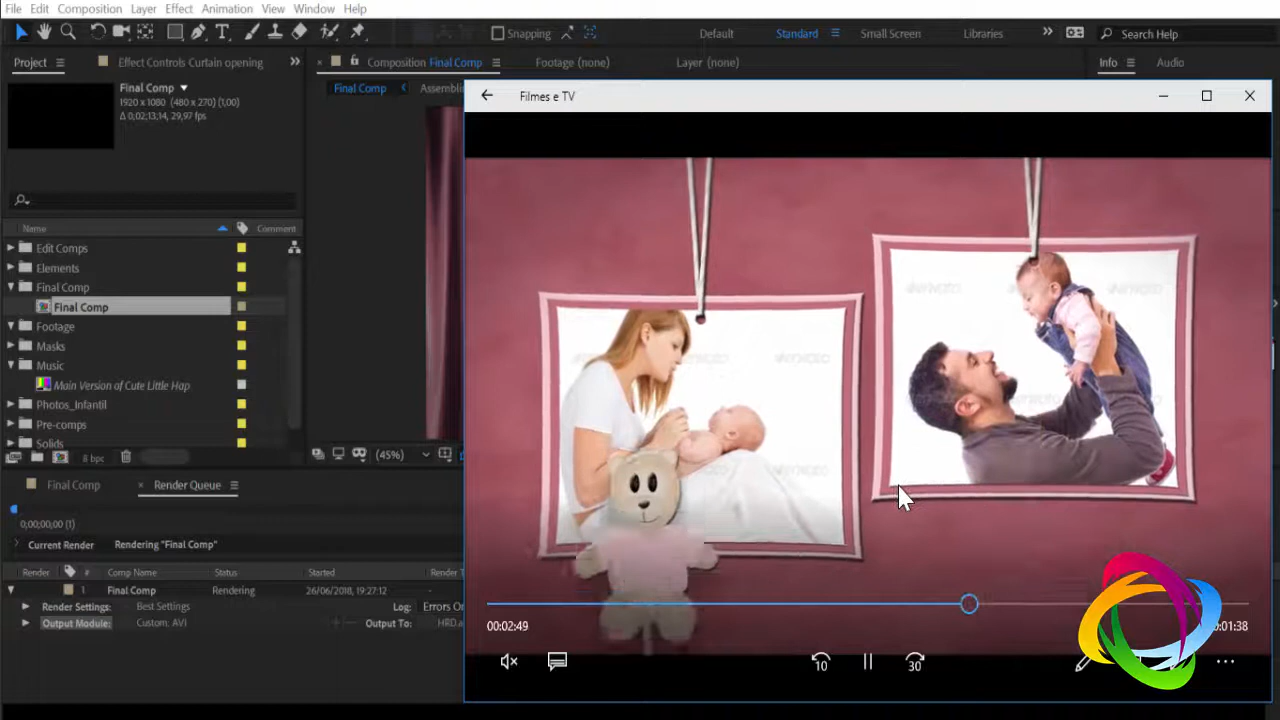 File Edit Composition Layer Effect Animation View Window Help
Snapping Default Standard Small Screen Libraries Search Help
Project Effect Controls Curtain opening Composition Final Comp Footage (none) Layer (none) Info Audio
Final Comp
1920 x 1080 (480 x 270) (1,00)
Δ 0;02;13;14, 29,97 fps
Final Comp
Filmes e TV
Name Comment
Edit Comps
Elements
Final Comp
Final Comp
Footage
Masks
Music
Main Version of Cute Little Hap
Photos_Infantil
Pre-comps
Solids
8 bpc
(45%)
Final Comp Render Queue
0;00;00;00 (1)
Current Render Rendering "Final Comp"
Render # Comp Name Status Started Render T
1 Final Comp Rendering 26/06/2018, 19:27:12 -
Render Settings: Best Settings Log: Errors On
Output Module: Custom: AVI Output To: HRD.a
00:02:49
:01:38
10
30